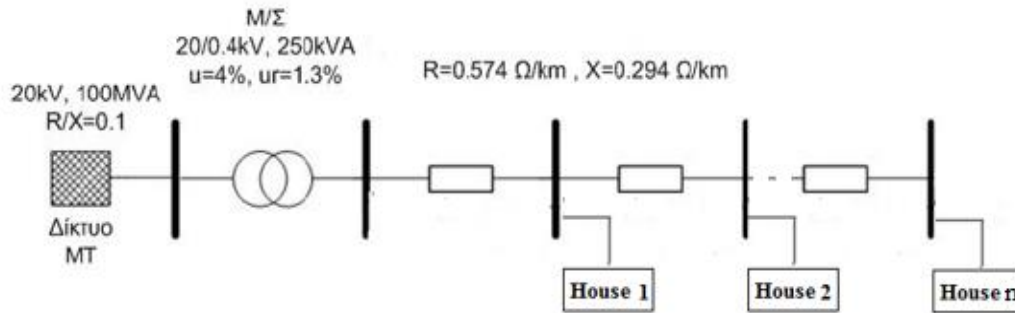 Μ/Σ
20/0.4kV, 250kVA
u=4%, ur=1.3%
R=0.574 Ω/km , X=0.294 Ω/km
20kV, 100MVA
R/X=0.1
Δίκτυο
ΜΤ
House 1
House 2
House n